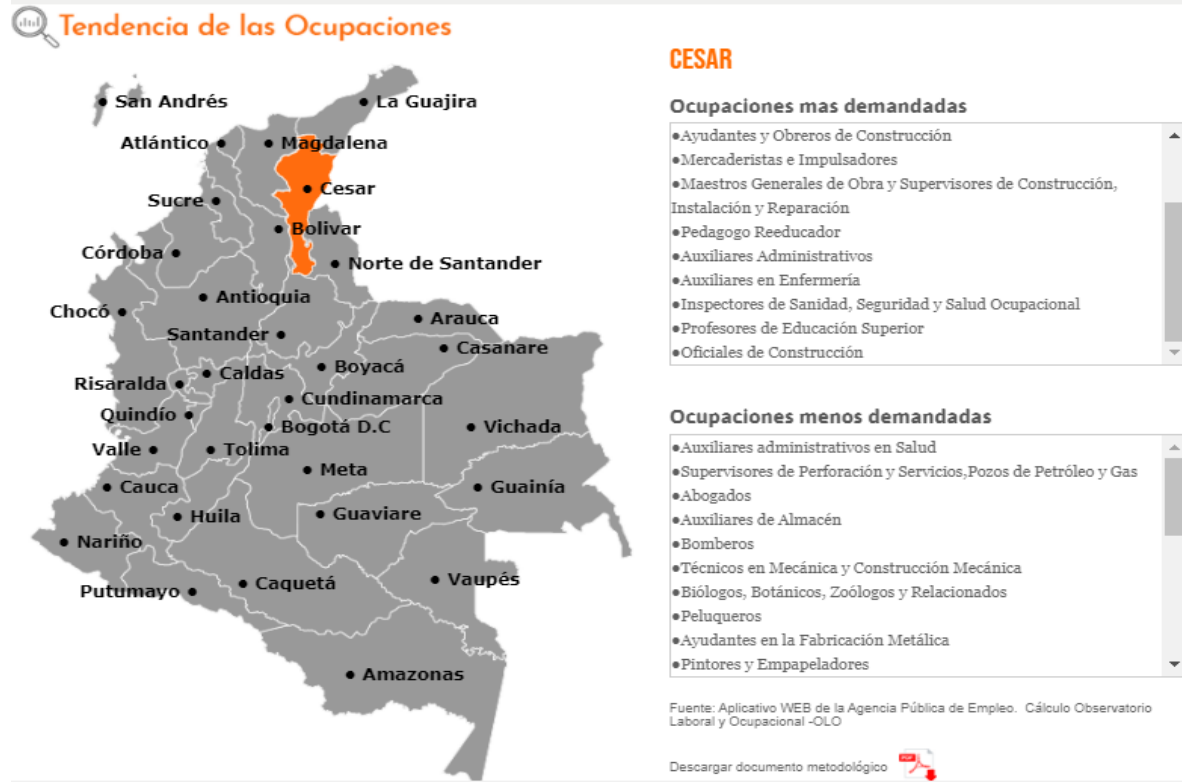 Tendencia de las Ocupaciones
San Andrés
La Guajira
Atlántico
Magdalena
Cesar
Sucre
Bolivar
Córdoba
Norte de Santander
Antioquia
Chocó
Arauca
Santander
Casanare
Boyacá
Caldas
Risaralda
Cundinamarca
Quindío
Bogotá D.C
Vichada
Valle
Tolima
Meta
Cauca
Guainía
Huila
Guaviare
Nariño
Vaupés
Caquetá
Putumayo
Amazonas
CESAR
Ocupaciones mas demandadas
●Ayudantes y Obreros de Construcción
●Mercaderistas e Impulsadores
●Maestros Generales de Obra y Supervisores de Construcción,
Instalación y Reparación
●Pedagogo Reeducador
●Auxiliares Administrativos
●Auxiliares en Enfermería
●Inspectores de Sanidad, Seguridad y Salud Ocupacional
●Profesores de Educación Superior
●Oficiales de Construcción
Ocupaciones menos demandadas
●Auxiliares administrativos en Salud
●Supervisores de Perforación y Servicios,Pozos de Petróleo y Gas
●Abogados
●Auxiliares de Almacén
●Bomberos
●Técnicos en Mecánica y Construcción Mecánica
●Biólogos, Botánicos, Zoólogos y Relacionados
●Peluqueros
●Ayudantes en la Fabricación Metálica
●Pintores y Empapeladores
Fuente: Aplicativo WEB de la Agencia Pública de Empleo. Cálculo Observatorio
Laboral y Ocupacional -OLO
Descargar documento metodológico
PDF